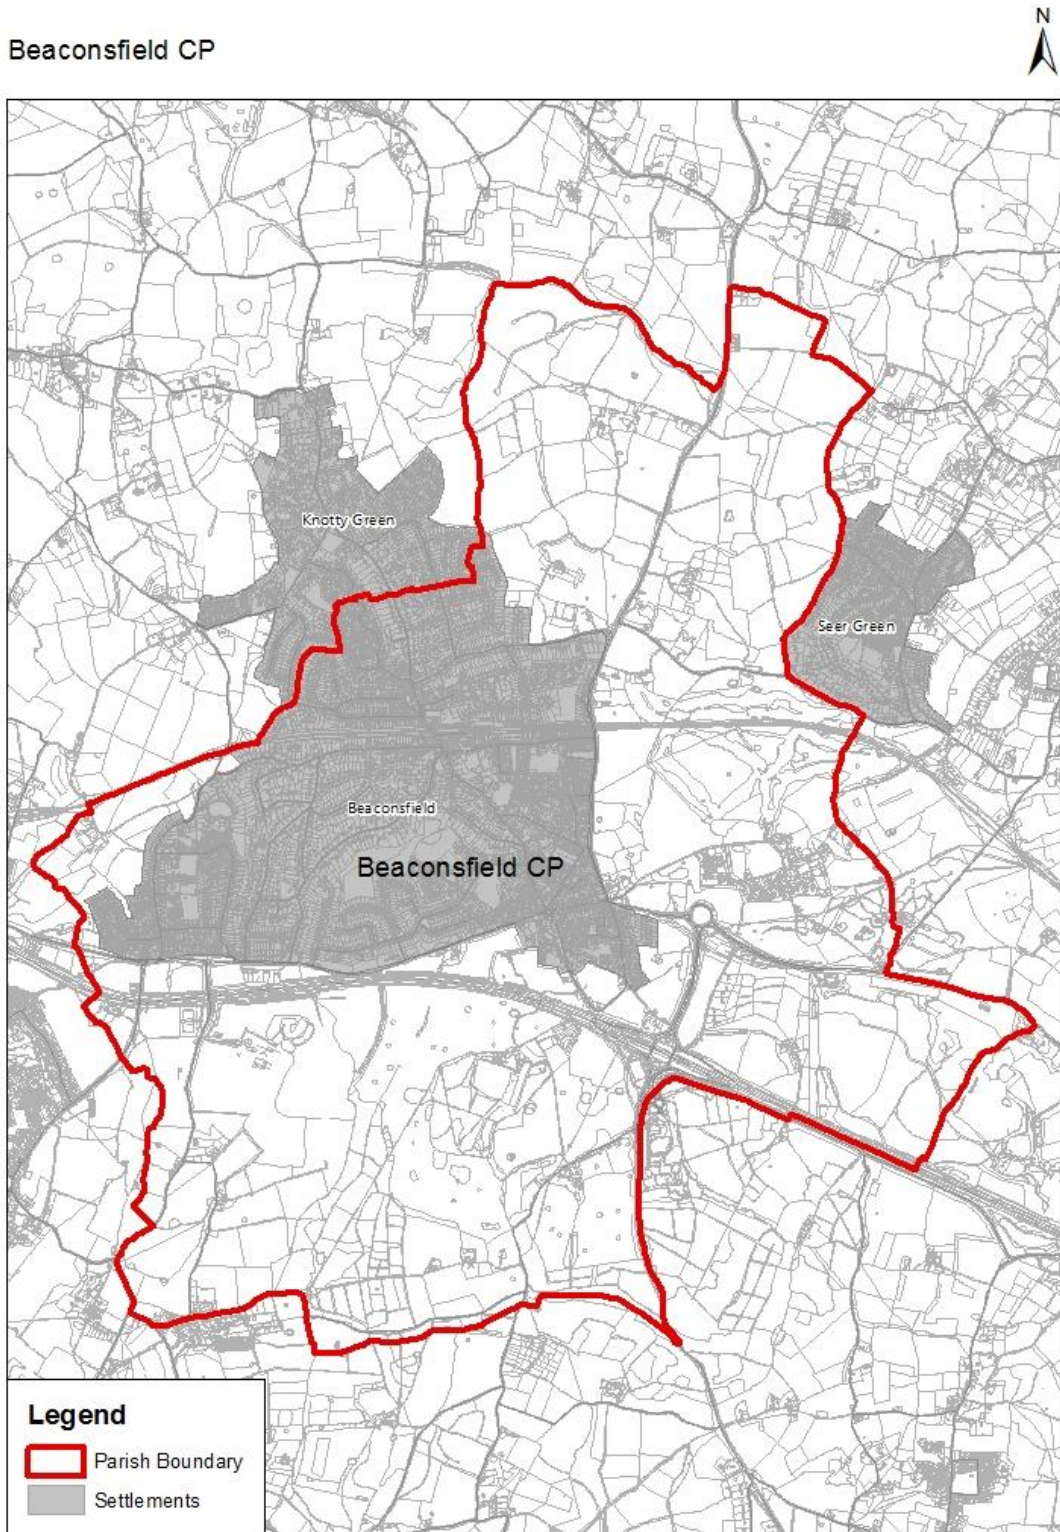 N
Beaconsfield CP
Knotty Green
Seer Green
Beaconsfield
Beaconsfield CP
Legend
Parish Boundary
Settlements